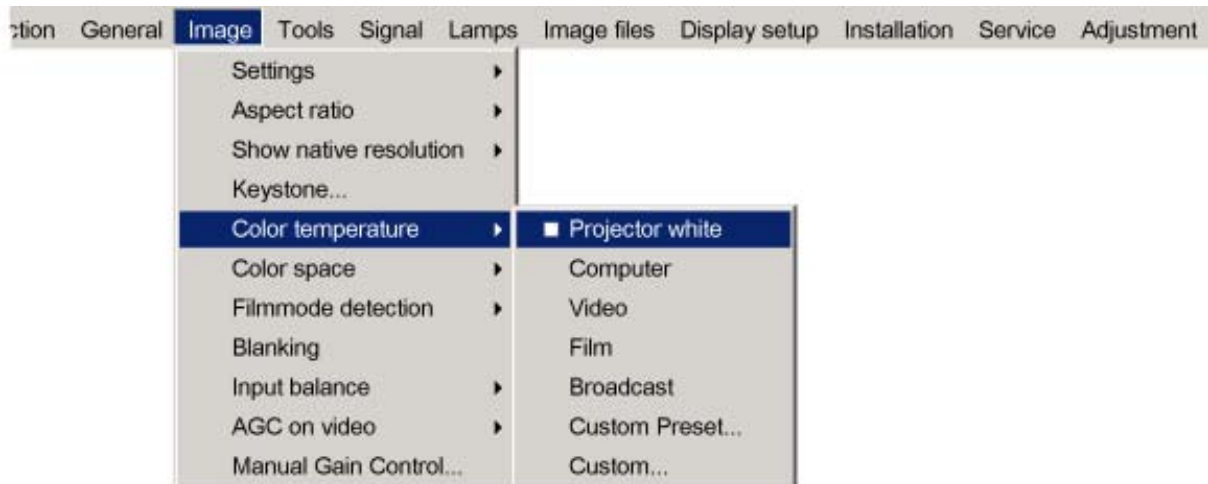 ction General Image Tools Signal Lamps Image files Display setup Installation Service Adjustment
Settings
Aspect ratio
Show native resolution
Keystone...
Color temperature
Color space
Filmmode detection
Blanking
Input balance
AGC on video
Manual Gain Control...
Projector white
Computer
Video
Film
Broadcast
Custom Preset...
Custom...